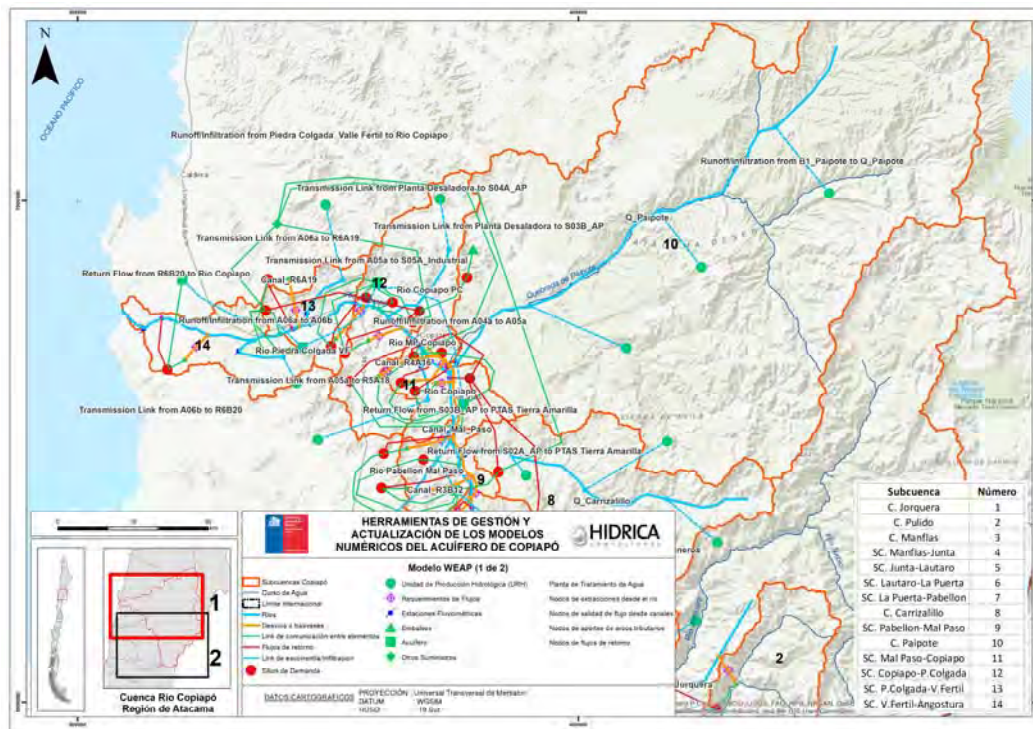 N
OCEANO PACÍFICO
Caldera
Runoff/Infiltration from Piedra Colgada_Valle Fertil to Rio Copiapo
Runoff/Infiltration from B1_Paipote to Q_Paipote
Transmission Link from Planta Desaladora to S04A_AP
Q_Paipote
Transmission Link from Planta Desaladora to S03B_AP
10
Transmission Link from A06a to R6A19
Transmission Link from A05a to S05A_Industrial
Return Flow from R6B20 to Rio Copiapo
Canal_R6A19
12
Quebrada de Paipote
Rio Copiapo PC
13
Runoff/Infiltration from A06a to A06b
Runoff/Infiltration from A04a to A05a
14
Rio Piedra Colgada VF
Rio MP Copiapo
Canal_R4A16
Transmission Link from A05a to R5A18
11
Rio Copiapo
Transmission Link from A06b to R6B20
Return Flow from S03B_AP to PTAS Tierra Amarilla
Canal_Mal_Paso
Return Flow from S02A_AP to PTAS Tierra Amarilla
Rio Pabellon Mal Paso
9
Canal_R3B12
8
Q_Carrizalillo
2
Jorquera
HERRAMIENTAS DE GESTIÓN Y
ACTUALIZACIÓN DE LOS MODELOS
NUMÉRICOS DEL ACUÍFERO DE COPIAPÓ
HIDRICA
CONSULTORES
Modelo WEAP (1 de 2)
Subcuencas Copiapó
Curso de Agua
Límite Internacional
Ríos
Desvíos o trasvases
Link de comunicación entre elementos
Flujos de retorno
Link de escorrentía/infiltración
Sitios de Demanda
Unidad de Producción Hidrológica (URH)
Requerimientos de Flujos
Estaciones Fluviométricas
Embalses
Acuífero
Otros Suministros
Planta de Tratamiento de Agua
Nodos de extracciones desde el río
Nodos de salidad de flujo desde canales
Nodos de aportes de areas tributarios
Nodos de flujos de retorno
DATOS CARTOGRÁFICOS
PROYECCIÓN : Universal Transversal de Mercator
DATUM : WGS84
HUSO : 19 Sur
1
2
Cuenca Río Copiapó
Región de Atacama
Subcuenca Número
C. Jorquera 1
C. Pulido 2
C. Manflas 3
SC. Manflas-Junta 4
SC. Junta-Lautaro 5
SC. Lautaro-La Puerta 6
SC. La Puerta-Pabellon 7
C. Carrizalillo 8
SC. Pabellon-Mal Paso 9
C. Paipote 10
SC. Mal Paso-Copiapo 11
SC. Copiapo-P.Colgada 12
SC. P.Colgada-V.Fertil 13
SC. V.Fertil-Angostura 14